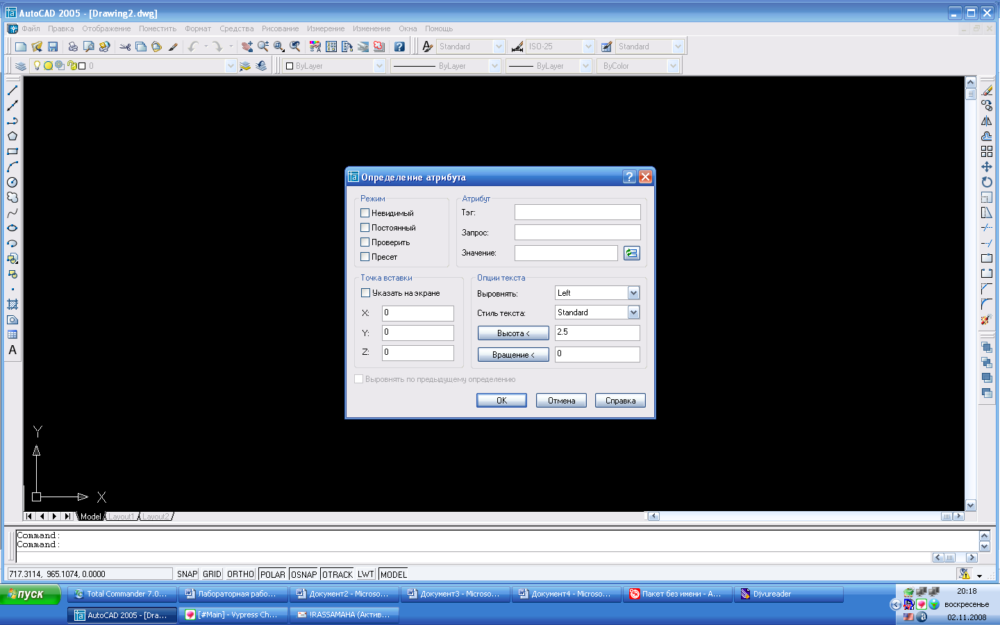 AutoCAD 2005 - [Drawing2.dwg]
Файл Правка Отображение Поместить Формат Средства Рисование Измерение Изменение Окна Помощь
Standard ISO-25 Standard
0 ByLayer ByLayer ByLayer ByColor
A
Определение атрибута
Режим
Невидимый
Постоянный
Проверить
Пресет
Атрибут
Тэг:
Запрос:
Значение:
Точка вставки
Указать на экране
X: 0
Y: 0
Z: 0
Опции текста
Выровнять: Left
Стиль текста: Standard
Высота < 2.5
Вращение < 0
Выровнять по предыдущему определению
OK Отмена Справка
Y
X
Model Layout1 Layout2
Command:
Command:
717.3114, 965.1074, 0.0000 SNAP GRID ORTHO POLAR OSNAP OTRACK LWT MODEL
пуск Total Commander 7.0... Лабораторная рабо... Документ2 - Microso... Документ3 - Microso... Документ4 - Microso... Пакет без имени - А... Djvureader 20:18
воскресенье
AutoCAD 2005 - [Dra... [#Main] - Vypress Ch... !RASSAMAHA (Актив... 02.11.2008